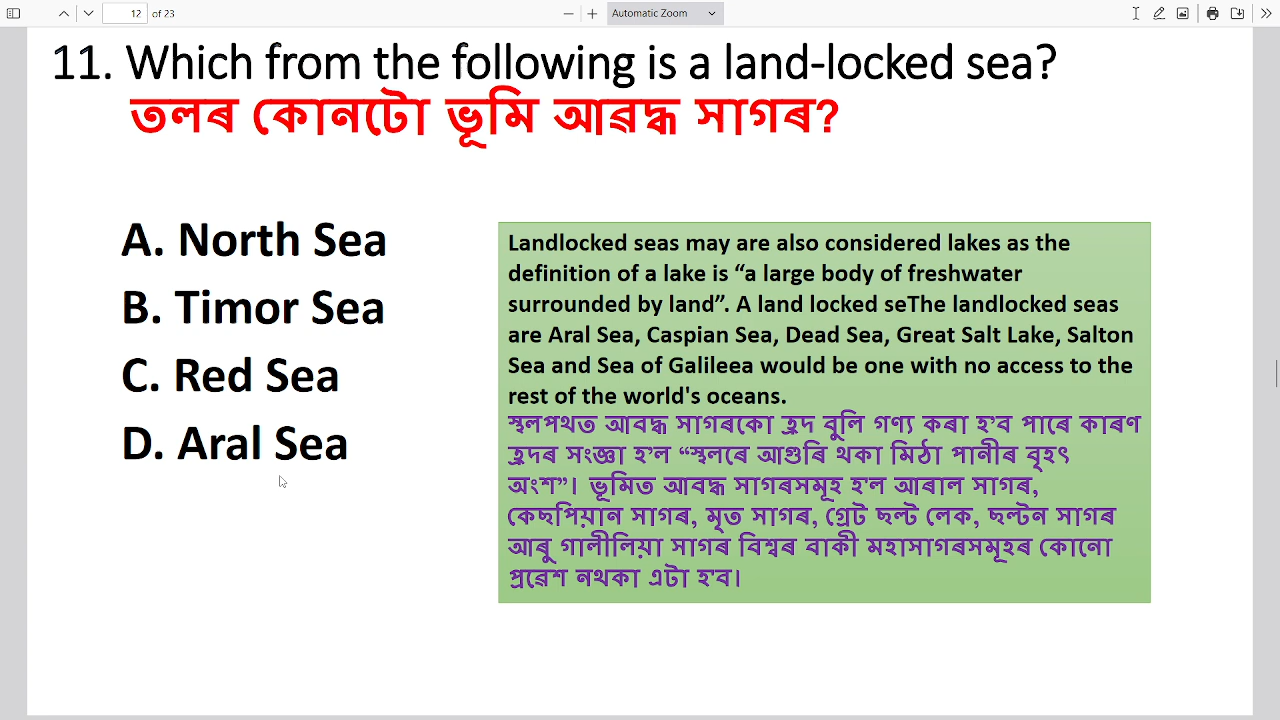 12 of 23
Automatic Zoom
11. Which from the following is a land-locked sea?
তলৰ কোনটো ভূমি আৱদ্ধ সাগৰ?
A. North Sea
B. Timor Sea
C. Red Sea
D. Aral Sea
Landlocked seas may are also considered lakes as the
definition of a lake is “a large body of freshwater
surrounded by land”. A land locked seThe landlocked seas
are Aral Sea, Caspian Sea, Dead Sea, Great Salt Lake, Salton
Sea and Sea of Galileea would be one with no access to the
rest of the world's oceans.
স্থলপথত আবদ্ধ সাগৰকো হ্ৰদ বুলি গণ্য কৰা হ’ব পাৰে কাৰণ
হ্ৰদৰ সংজ্ঞা হ’ল “স্থলৰে আগুৰি থকা মিঠা পানীৰ বৃহৎ
অংশ”। ভূমিত আবদ্ধ সাগৰসমূহ হ'ল আৰাল সাগৰ,
কেছপিয়ান সাগৰ, মৃত সাগৰ, গ্ৰেট ছল্ট লেক, ছল্টন সাগৰ
আৰু গালীলিয়া সাগৰ বিশ্বৰ বাকী মহাসাগৰসমূহৰ কোনো
প্ৰৱেশ নথকা এটা হ'ব।